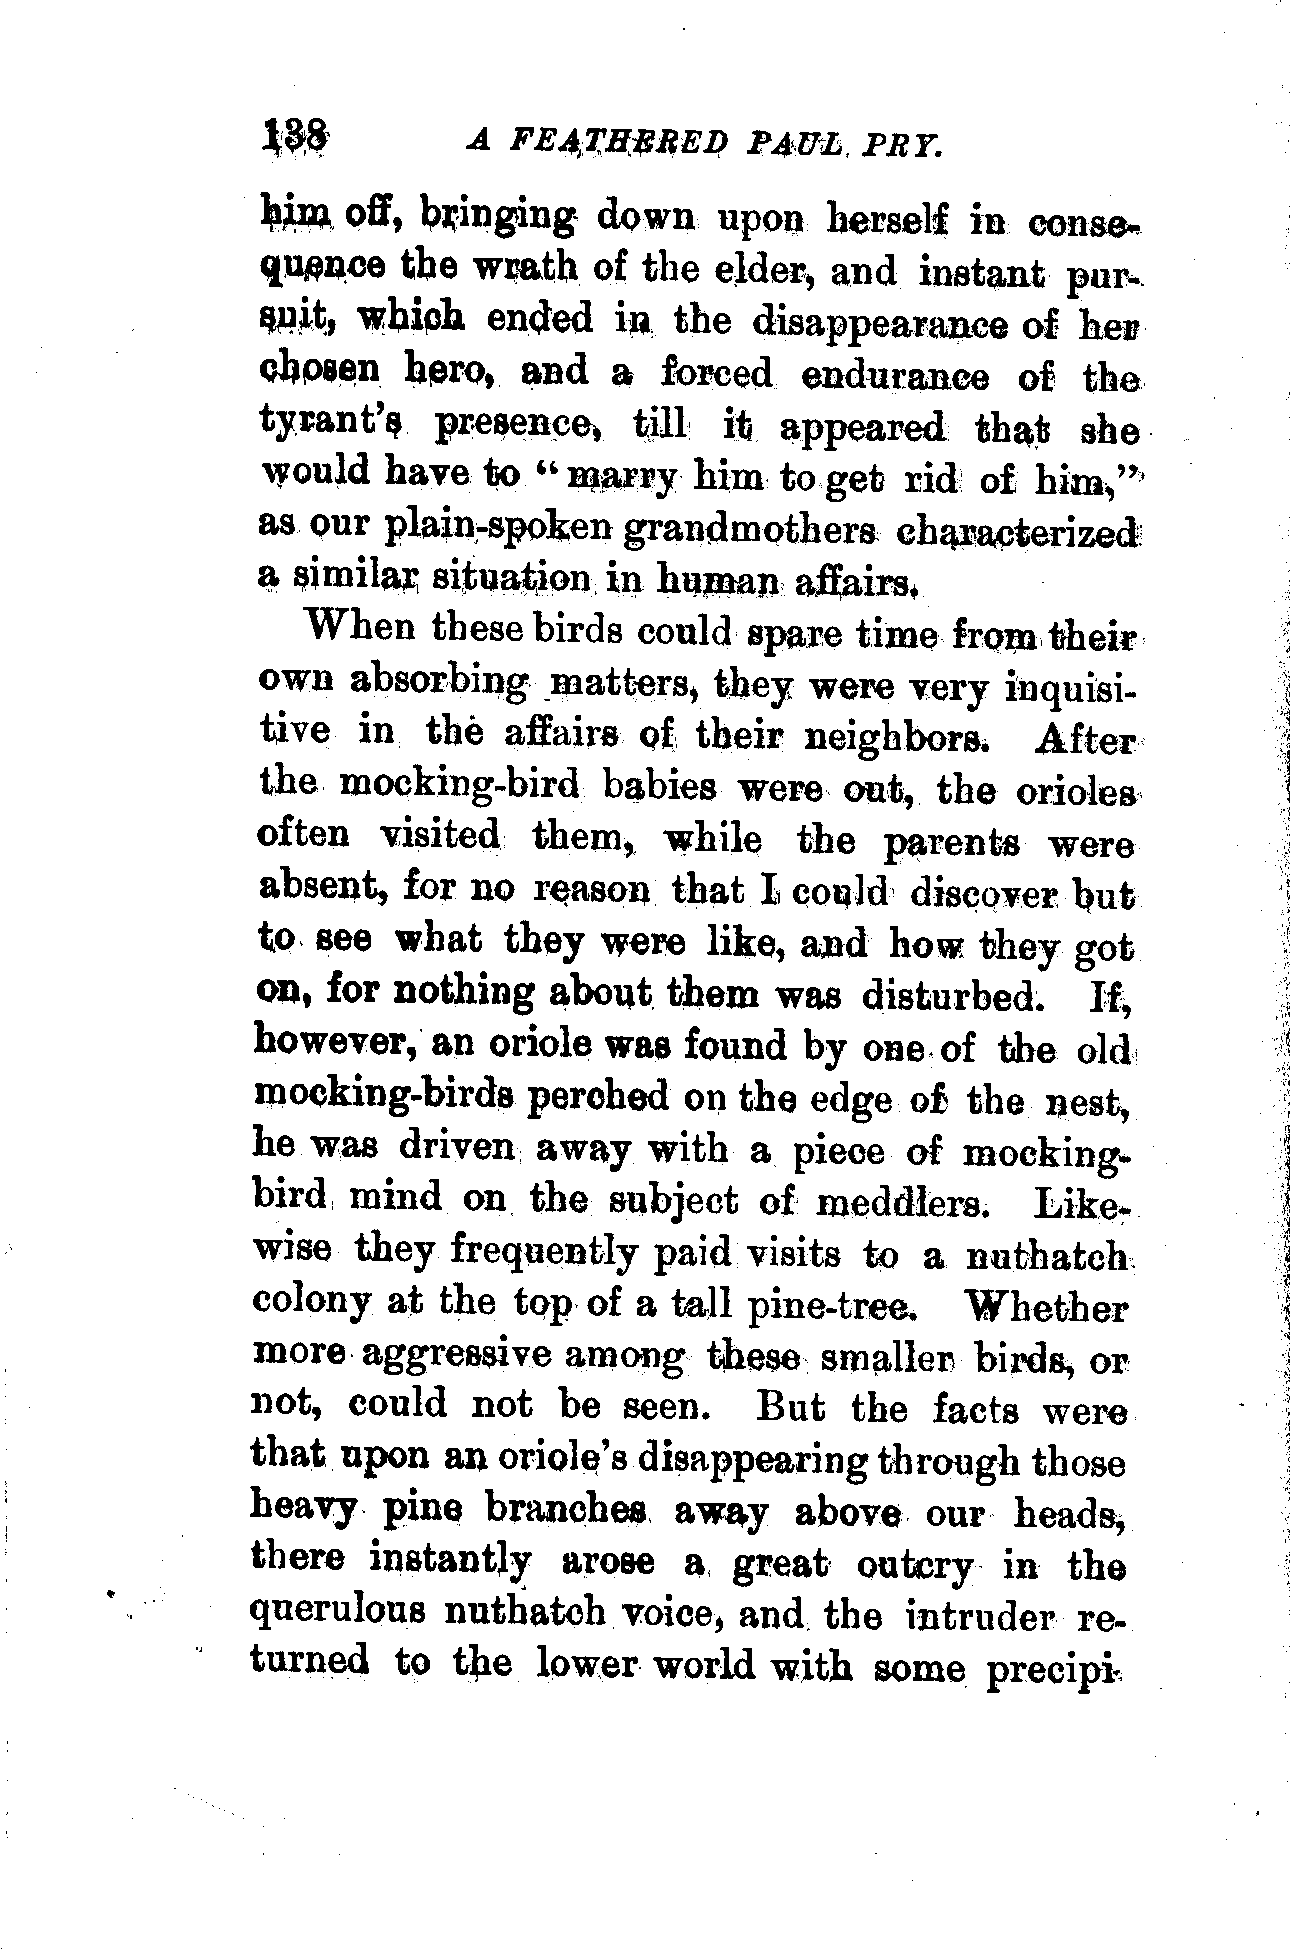 138 A FEATHERED PAUL PRY.
him off, bringing down upon herself in conse-
quence the wrath of the elder, and instant pur-
suit, which ended in the disappearance of her
chosen hero, and a forced endurance of the
tyrant's presence, till it appeared that she
would have to "marry him to get rid of him,"
as our plain-spoken grandmothers characterized
a similar situation in human affairs.
When these birds could spare time from their
own absorbing matters, they were very inquisi-
tive in the affairs of their neighbors. After
the mocking-bird babies were out, the orioles
often visited them, while the parents were
absent, for no reason that I could discover but
to see what they were like, and how they got
on, for nothing about them was disturbed. If,
however, an oriole was found by one of the old
mocking-birds perched on the edge of the nest,
he was driven away with a piece of mocking-
bird mind on the subject of meddlers. Like-
wise they frequently paid visits to a nuthatch
colony at the top of a tall pine-tree. Whether
more aggressive among these smaller birds, or
not, could not be seen. But the facts were
that upon an oriole's disappearing through those
heavy pine branches away above our heads,
there instantly arose a great outcry in the
querulous nuthatch voice, and the intruder re-
turned to the lower world with some precipi-